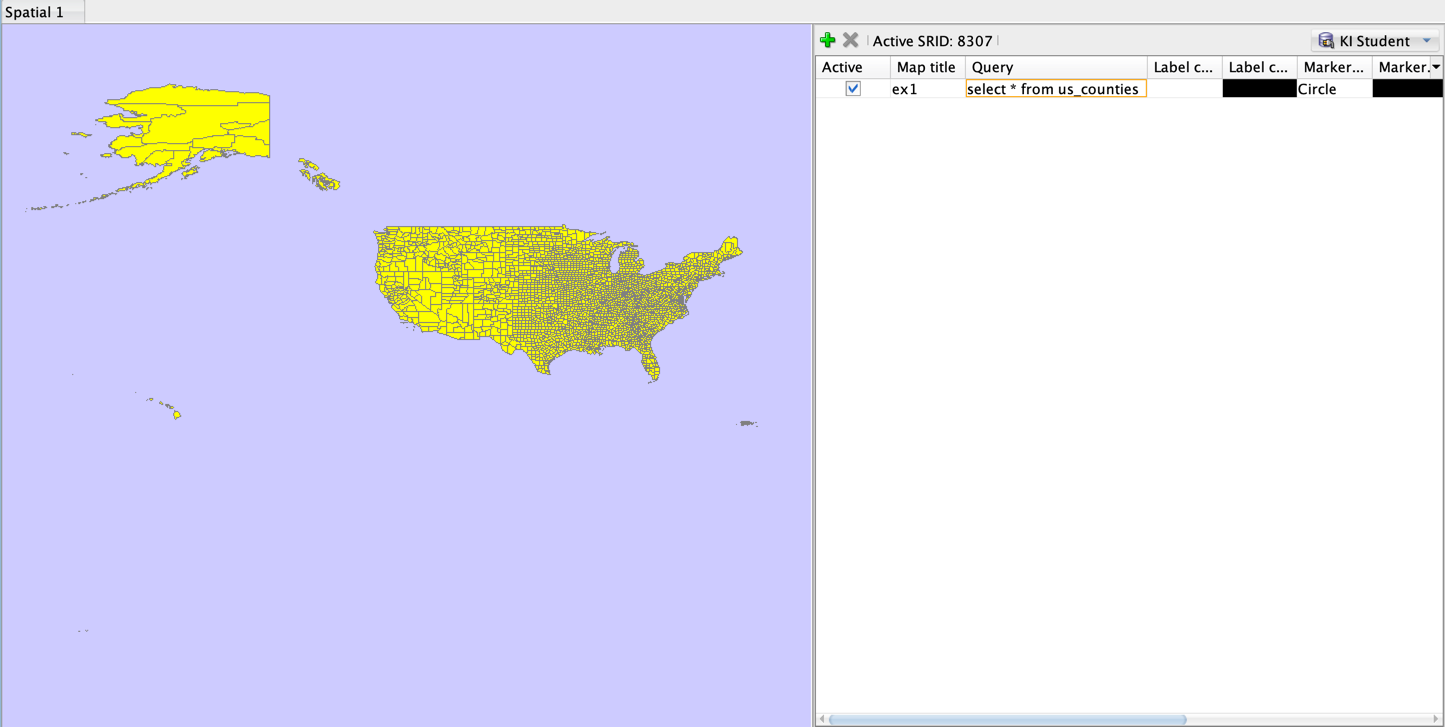 Spatial 1
Active SRID: 8307 KI Student
Active Map title Query Label c... Label c... Marker... Marker.
ex1 select * from us_counties Circle